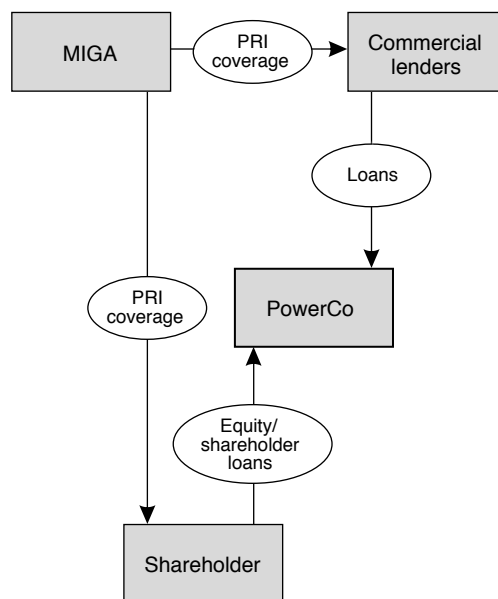 MIGA
PRI
coverage
Commercial
lenders
Loans
PRI
coverage
PowerCo
Equity/
shareholder
loans
Shareholder